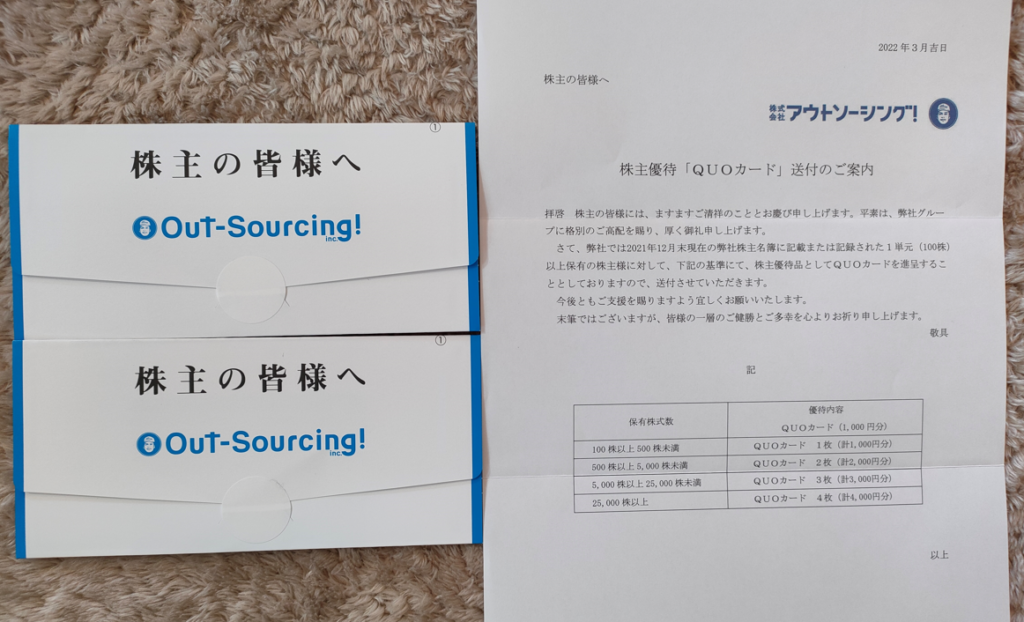 ①
株主の皆様へ
Out-Sourcing!
inc.
①
株主の皆様へ
Out-Sourcing!
inc.
2022年3月吉日
株主の皆様へ
株式会社アウトソーシング!
株主優待「QUOカード」送付のご案内
拝啓　株主の皆様には、ますますご清祥のこととお慶び申し上げます。平素は、弊社グルー
プに格別のご高配を賜り、厚く御礼申し上げます。
さて、弊社では2021年12月末現在の弊社株主名簿に記載または記録された1単元(100株)
以上保有の株主様に対して、下記の基準にて、株主優待品としてQUOカードを進呈するこ
ととしておりますので、送付させていただきます。
今後ともご支援を賜りますよう宜しくお願いいたします。
末筆ではございますが、皆様の一層のご健勝とご多幸を心よりお祈り申し上げます。
敬具
記
保有株式数
優待内容
QUOカード(1,000円分)
100株以上500株未満　QUOカード　1枚(計1,000円分)
500株以上5,000株未満　QUOカード　2枚(計2,000円分)
5,000株以上25,000株未満　QUOカード　3枚(計3,000円分)
25,000株以上　QUOカード　4枚(計4,000円分)
以上